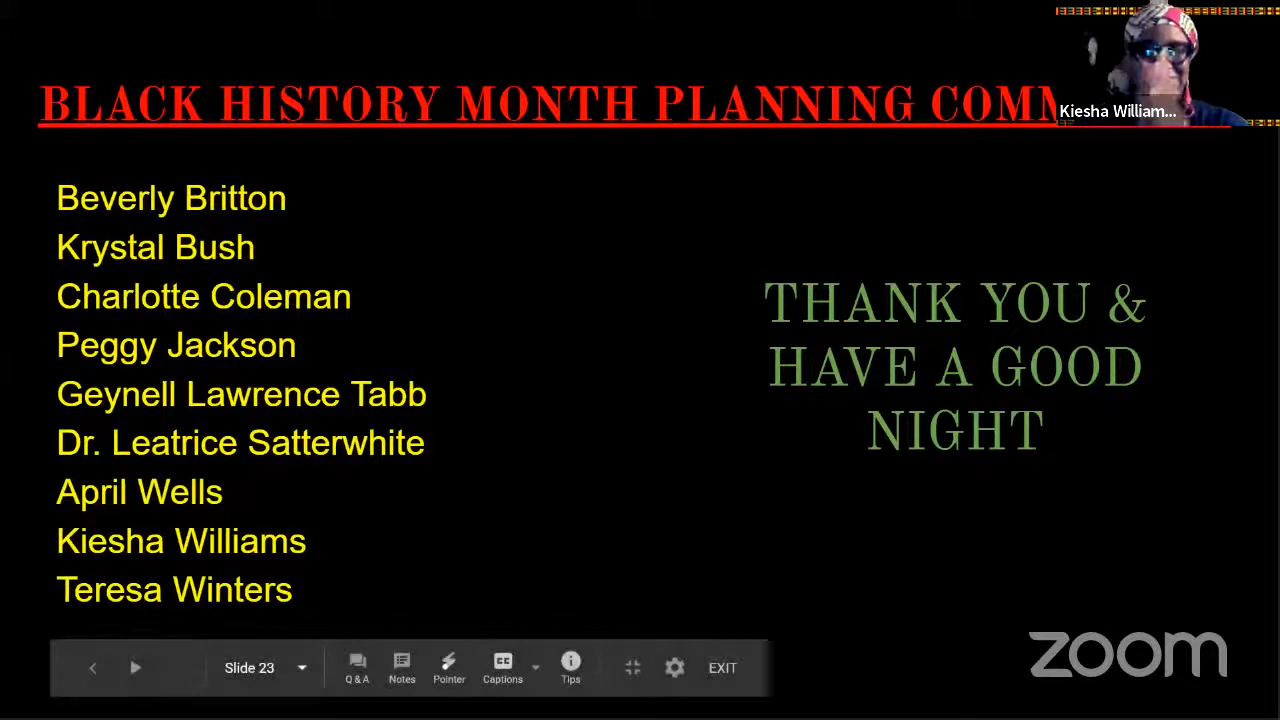 BLACK HISTORY MONTH PLANNING COMM
Kiesha William...
Beverly Britton
Krystal Bush
Charlotte Coleman
Peggy Jackson
Geynell Lawrence Tabb
Dr. Leatrice Satterwhite
April Wells
Kiesha Williams
Teresa Winters
THANK YOU &
HAVE A GOOD
NIGHT
Slide 23
Q & A
Notes
Pointer
CC
Captions
Tips
EXIT
zoom